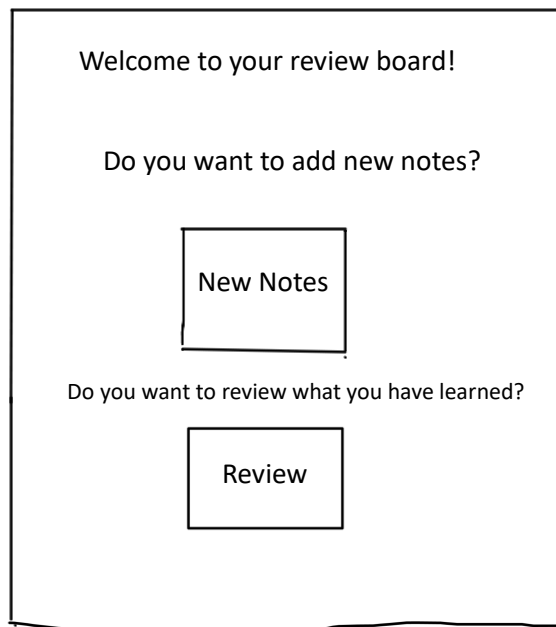 Welcome to your review board!
Do you want to add new notes?
New Notes
Do you want to review what you have learned?
Review